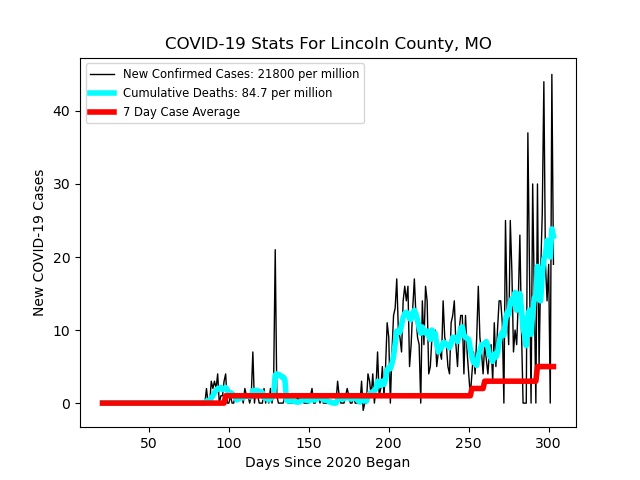 COVID-19 Stats For Lincoln County, MO
New Confirmed Cases: 21800 per million
Cumulative Deaths: 84.7 per million
7 Day Case Average
New COVID-19 Cases
40
30
20
10
0
50 100 150 200 250 300
Days Since 2020 Began